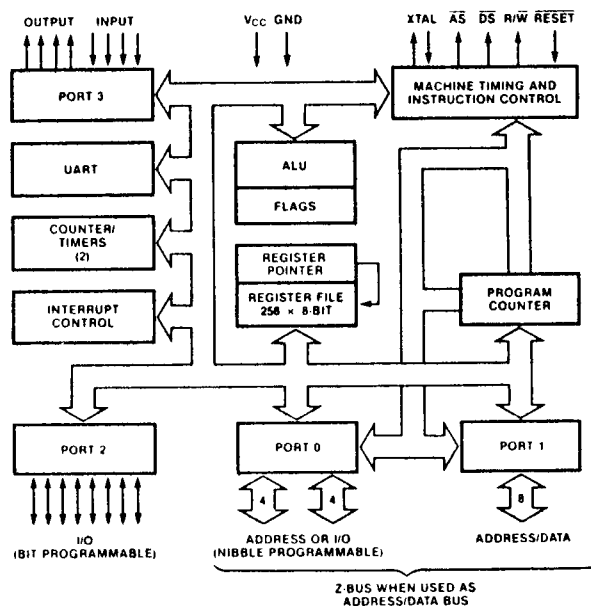 OUTPUT INPUT
VCC GND
XTAL AS DS R/W RESET
PORT 3
MACHINE TIMING AND
INSTRUCTION CONTROL
UART
ALU
FLAGS
COUNTER/
TIMERS
(2)
REGISTER
POINTER
REGISTER FILE
256 × 8-BIT
PROGRAM
COUNTER
INTERRUPT
CONTROL
PORT 2
PORT 0
PORT 1
4 4 8
I/O
(BIT PROGRAMMABLE)
ADDRESS OR I/O
(NIBBLE PROGRAMMABLE)
ADDRESS/DATA
Z-BUS WHEN USED AS
ADDRESS/DATA BUS